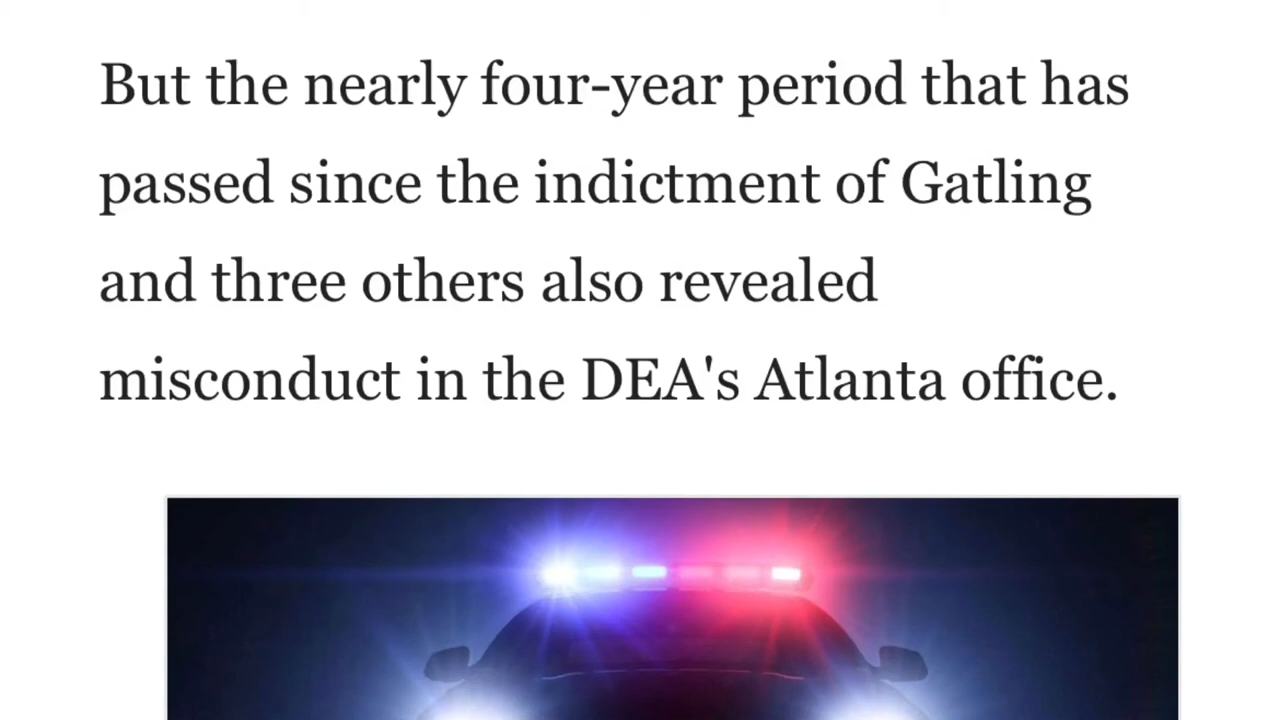 But the nearly four-year period that has
passed since the indictment of Gatling
and three others also revealed
misconduct in the DEA's Atlanta office.